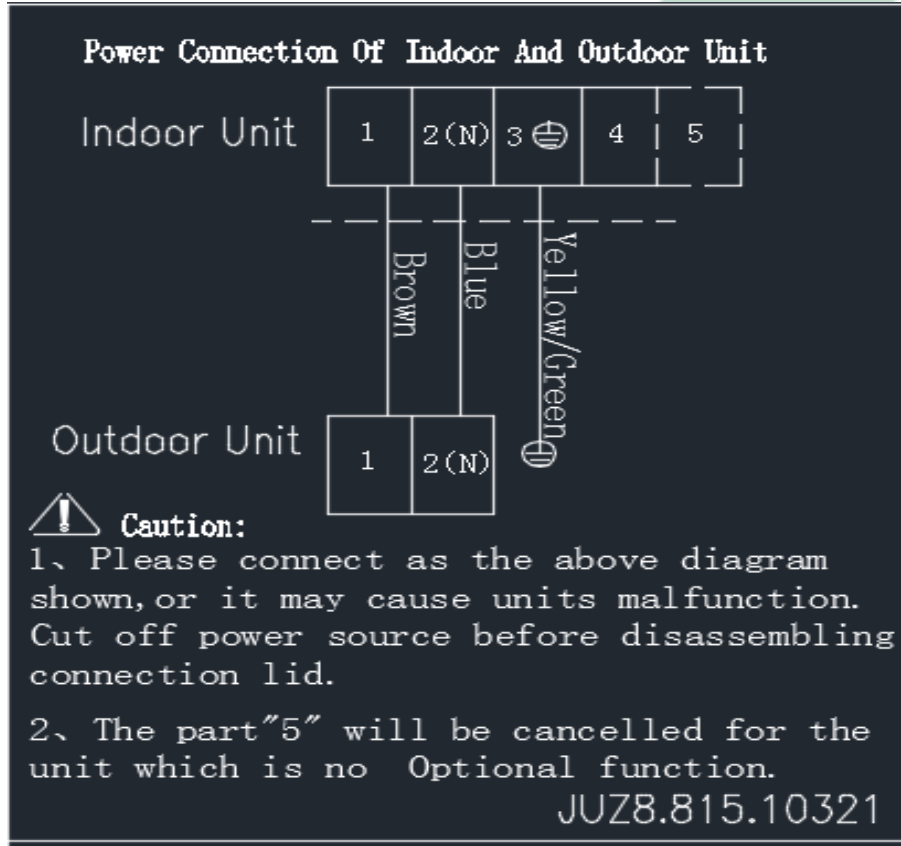 Power Connection Of Indoor And Outdoor Unit
Indoor Unit
1 2(N) 3 4 5
Brown
Blue
Yellow/Green
Outdoor Unit
1 2(N)
Caution:
1、Please connect as the above diagram
shown,or it may cause units malfunction.
Cut off power source before disassembling
connection lid.
2、The part″5″ will be cancelled for the
unit which is no Optional function.
JUZ8.815.10321